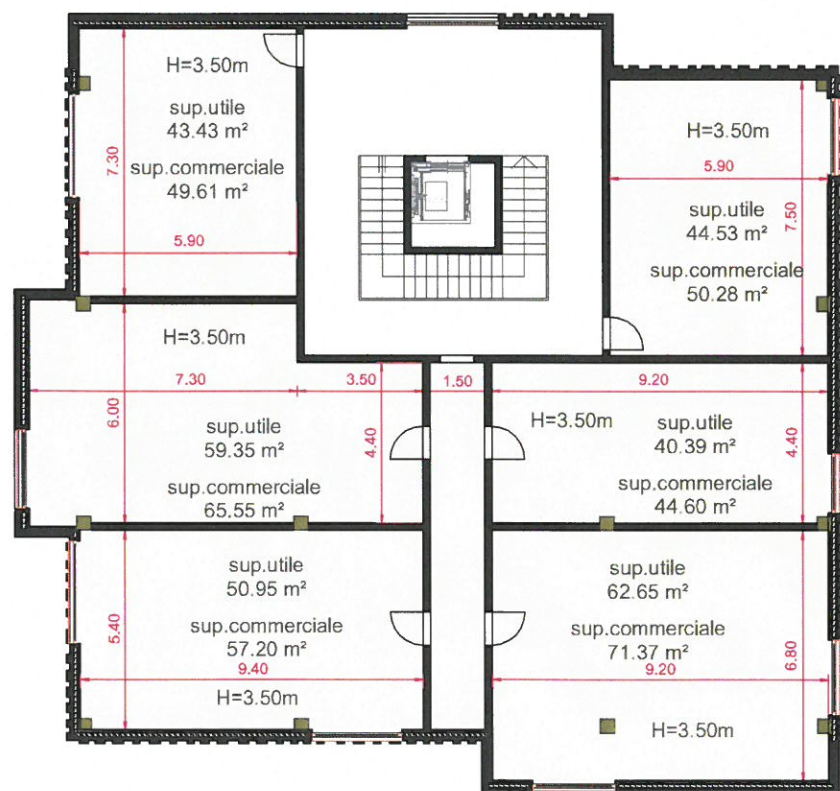 H=3.50m
sup.utile
43.43 m²
sup.commerciale
49.61 m²
7.30
5.90
H=3.50m
5.90
sup.utile
44.53 m²
7.50
sup.commerciale
50.28 m²
H=3.50m
7.30
3.50
6.00
4.40
sup.utile
59.35 m²
sup.commerciale
65.55 m²
1.50
9.20
H=3.50m
sup.utile
40.39 m²
4.40
sup.commerciale
44.60 m²
sup.utile
50.95 m²
sup.commerciale
57.20 m²
5.40
9.40
H=3.50m
sup.utile
62.65 m²
sup.commerciale
71.37 m²
9.20
6.80
H=3.50m